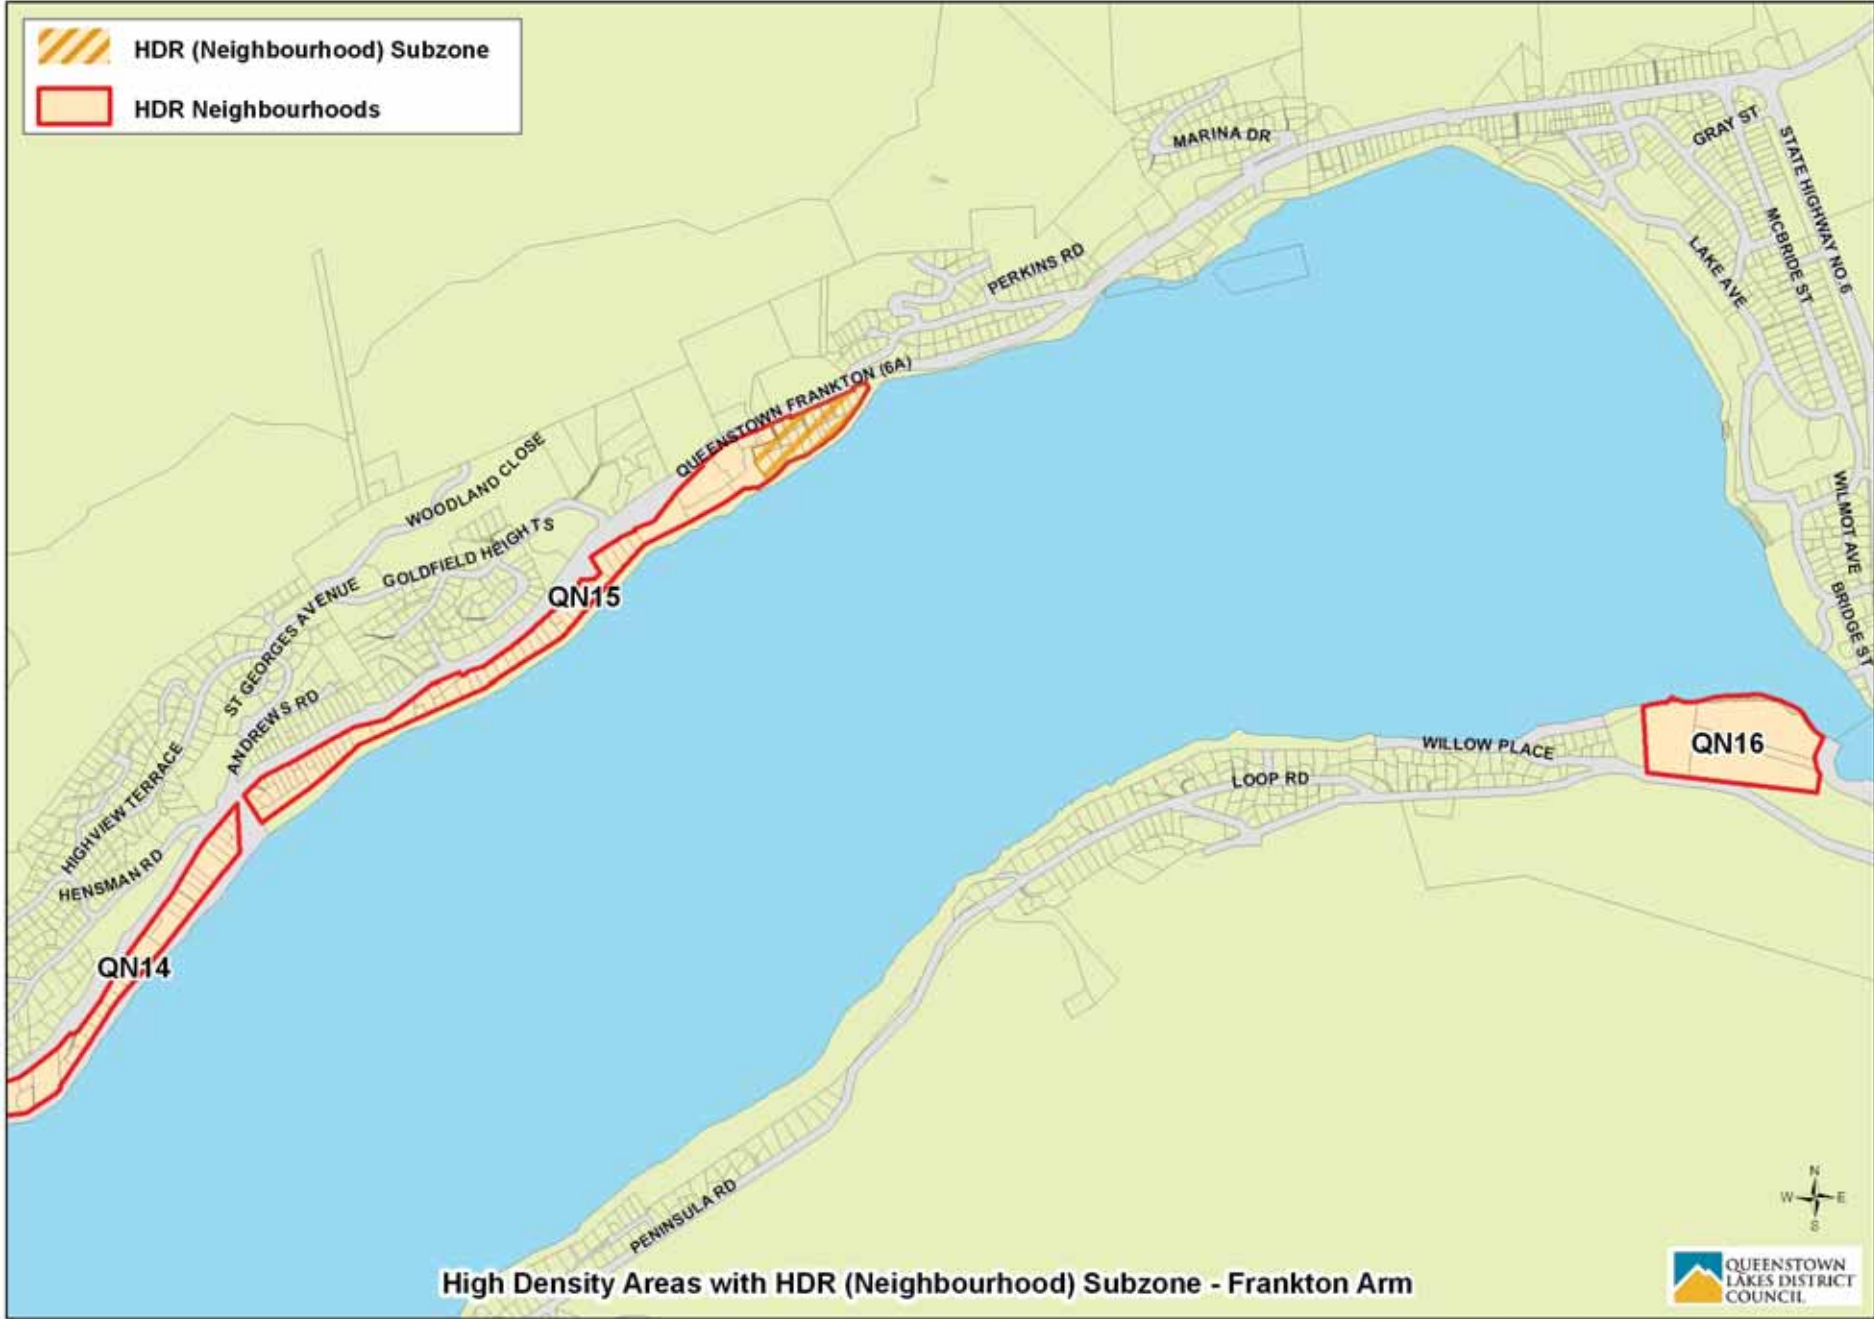 HDR (Neighbourhood) Subzone
HDR Neighbourhoods
MARINA DR
GRAY ST
STATE HIGHWAY NO.6
MCBRIDE ST
LAKE AVE
PERKINS RD
QUEENSTOWN FRANKTON (6A)
WOODLAND CLOSE
GOLDFIELD HEIGHTS
WILMOT AVE
QN15
ST GEORGES AVENUE
BRIDGE ST
ANDREWS RD
QN16
WILLOW PLACE
LOOP RD
HIGHVIEW TERRACE
HENSMAN RD
QN14
PENINSULA RD
N
W E
S
High Density Areas with HDR (Neighbourhood) Subzone - Frankton Arm
QUEENSTOWN
LAKES DISTRICT
COUNCIL